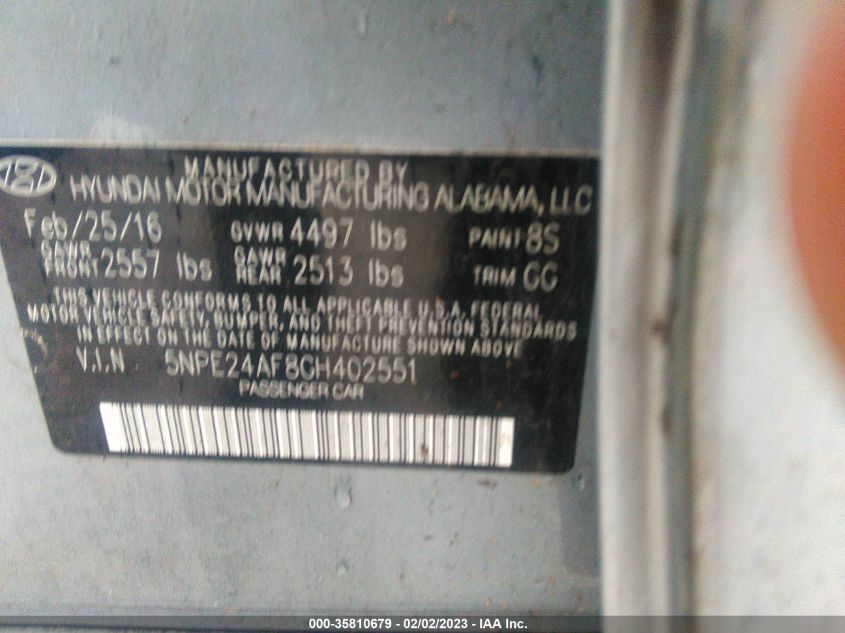 MANUFACTURED BY
HYUNDAI MOTOR MANUFACTURING ALABAMA, LLC
Feb/25/16 GVWR 4497 lbs PAINT 8S
GAWR FRONT 2557 lbs GAWR REAR 2513 lbs TRIM GG
THIS VEHICLE CONFORMS TO ALL APPLICABLE U.S.A. FEDERAL
MOTOR VEHICLE SAFETY, BUMPER, AND THEFT PREVENTION STANDARDS
IN EFFECT ON THE DATE OF MANUFACTURE SHOWN ABOVE
V.I.N 5NPE24AF8GH402551
PASSENGER CAR
000-35810679 - 02/02/2023 - IAA Inc.